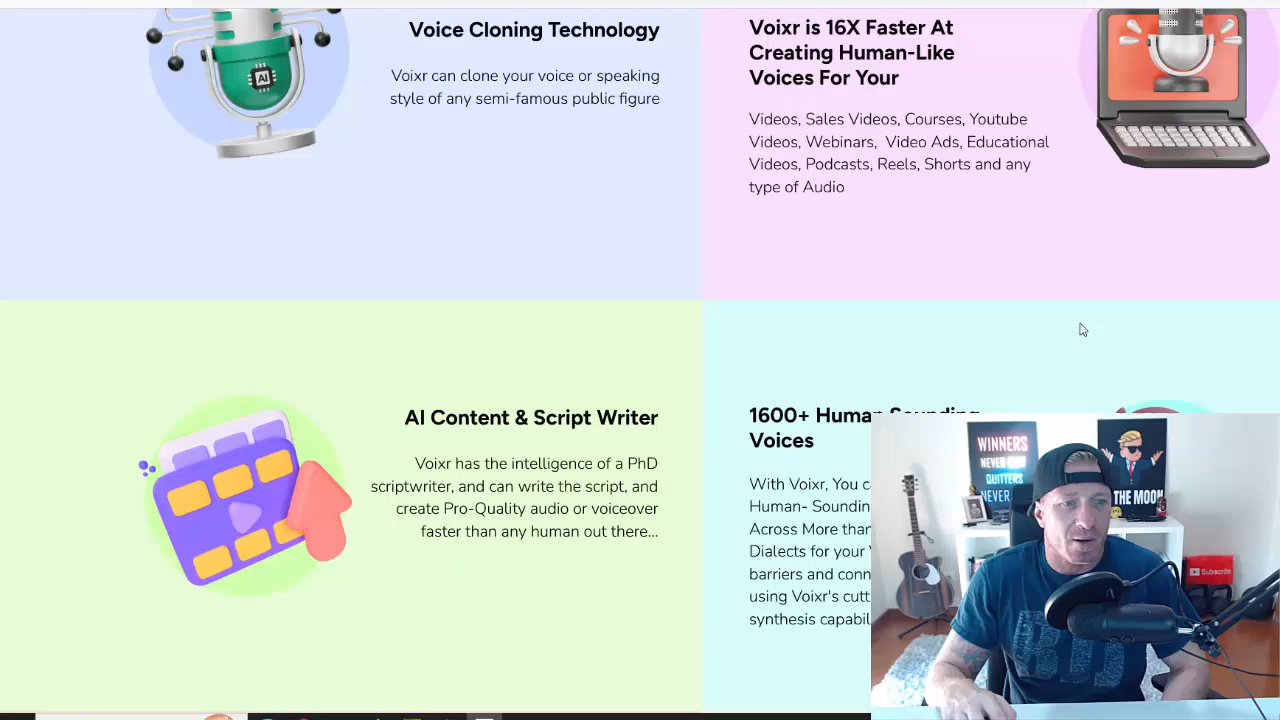 Voice Cloning Technology
Voixr can clone your voice or speaking
style of any semi-famous public figure
AI
Voixr is 16X Faster At
Creating Human-Like
Voices For Your
Videos, Sales Videos, Courses, Youtube
Videos, Webinars, Video Ads, Educational
Videos, Podcasts, Reels, Shorts and any
type of Audio
AI Content & Script Writer
Voixr has the intelligence of a PhD
scriptwriter, and can write the script, and
create Pro-Quality audio or voiceover
faster than any human out there...
1600+ Human Sounding
Voices
With Voixr, You
Human- Sounding
Across More than
Dialects for your
barriers and
using Voixr's
synthesis
WINNERS
NEVER QUIT
QUITTERS
NEVER
THE MOON
Subscribe